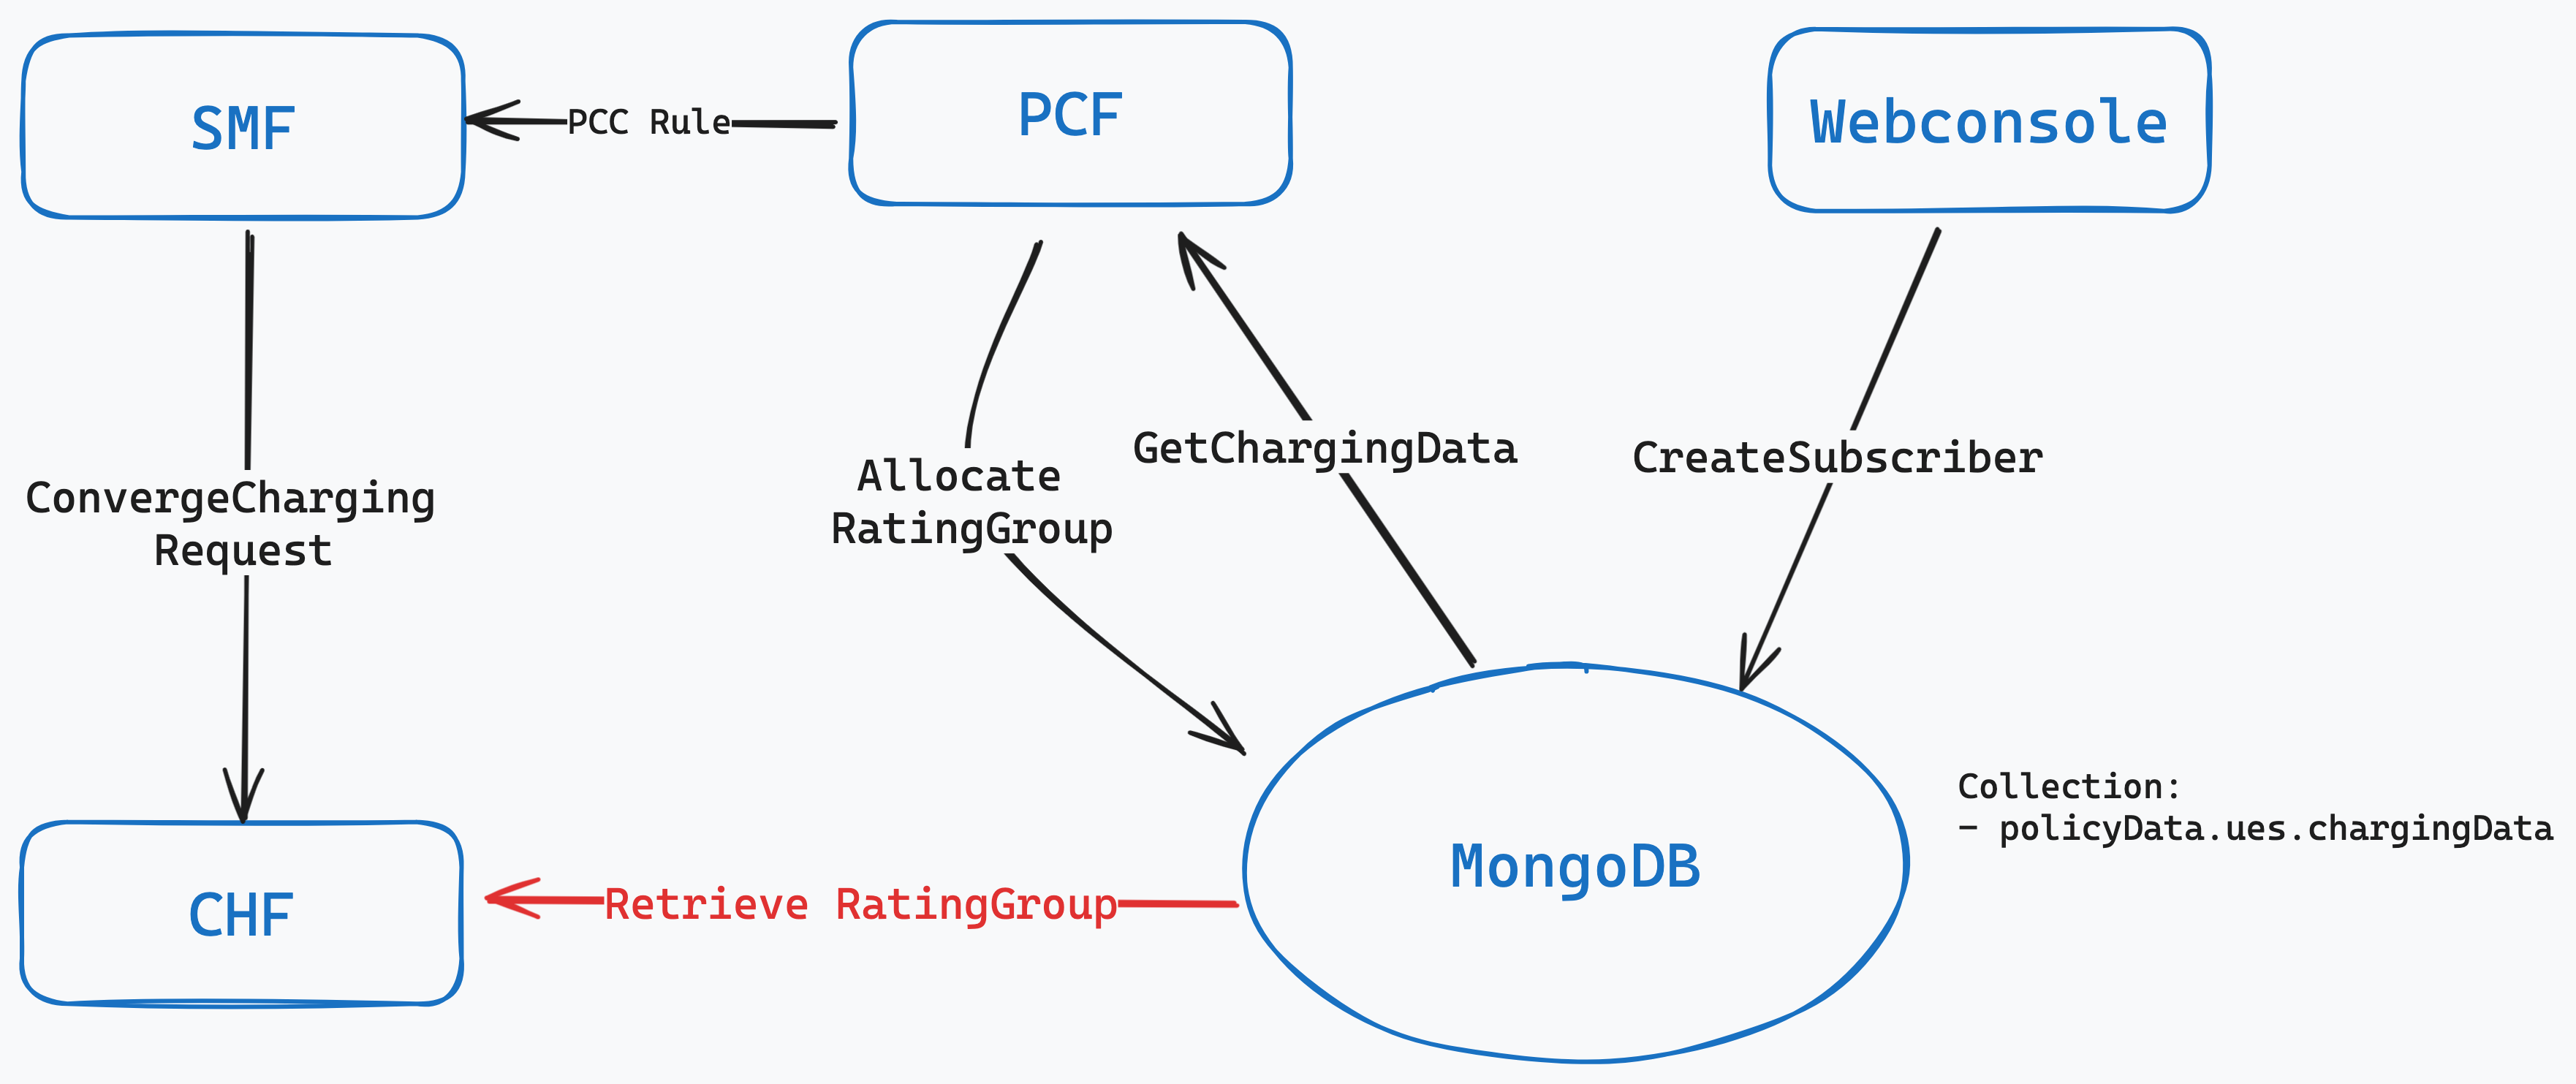 SMF
PCC Rule
PCF
Webconsole
ConvergeCharging
Request
Allocate
RatingGroup
GetChargingData
CreateSubscriber
Collection:
- policyData.ues.chargingData
MongoDB
CHF
Retrieve RatingGroup